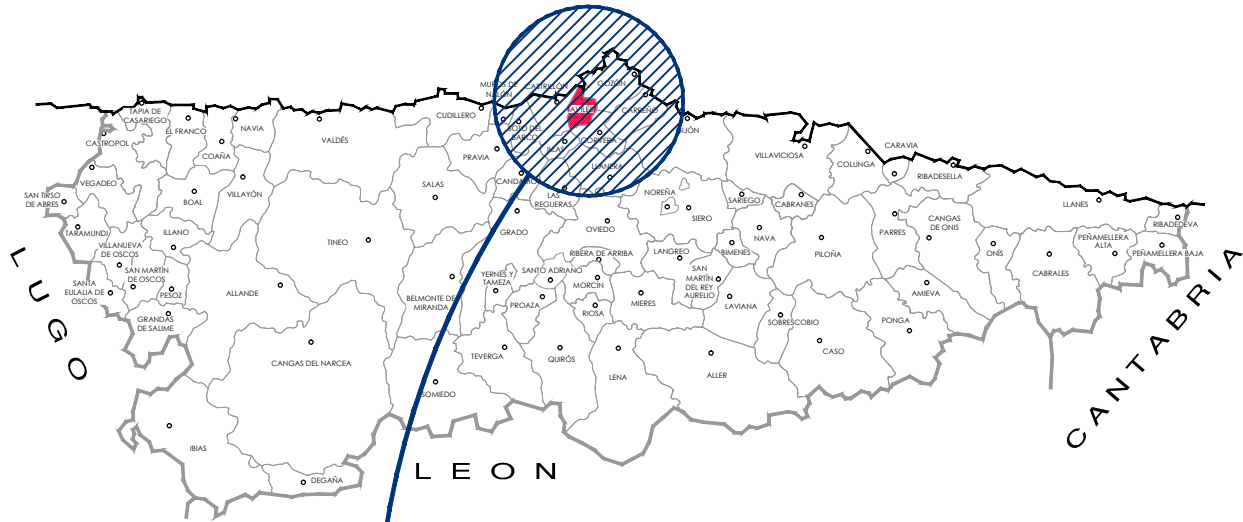 MUROS DE
NALÓN
CASTRILLÓN
GOZÓN
TAPIA DE
CASARIEGO
EL FRANCO
NAVIA
VALDÉS
CUDILLERO
SOTO DEL
BARCO
AVILÉS
CARREÑO
GIJÓN
CASTROPOL
COAÑA
PRAVIA
ILLAS
CORVERA
LLANERA
VILLAVICIOSA
COLUNGA
CARAVIA
RIBADESELLA
VEGADEO
BOAL
VILLAYÓN
SALAS
CANDAMO
LAS
REGUERAS
NOREÑA
SARIEGO
CABRANES
LLANES
SAN TIRSO
DE ABRES
TARAMUNDI
ILLANO
TINEO
GRADO
OVIEDO
SIERO
NAVA
PARRES
CANGAS
DE ONIS
RIBADEDEVA
VILLANUEVA
DE OSCOS
RIBERA DE ARRIBA
LANGREO
BIMENES
PILOÑA
ONÍS
PEÑAMELLERA
ALTA
PEÑAMELLERA BAJA
SAN MARTÍN
DE OSCOS
SANTA
EULALIA DE
OSCOS
PESOZ
ALLANDE
BELMONTE DE
MIRANDA
YERNES Y
TAMEZA
SANTO ADRIANO
PROAZA
MORCÍN
RIOSA
MIERES
SAN
MARTÍN
DEL REY
AURELIO
LAVIANA
CABRALES
AMIEVA
GRANDAS
DE SALIME
SOBRESCOBIO
PONGA
CANGAS DEL NARCEA
TEVERGA
QUIRÓS
LENA
ALLER
CASO
SOMIEDO
IBIAS
DEGAÑA
LUGO
LEON
CANTABRIA